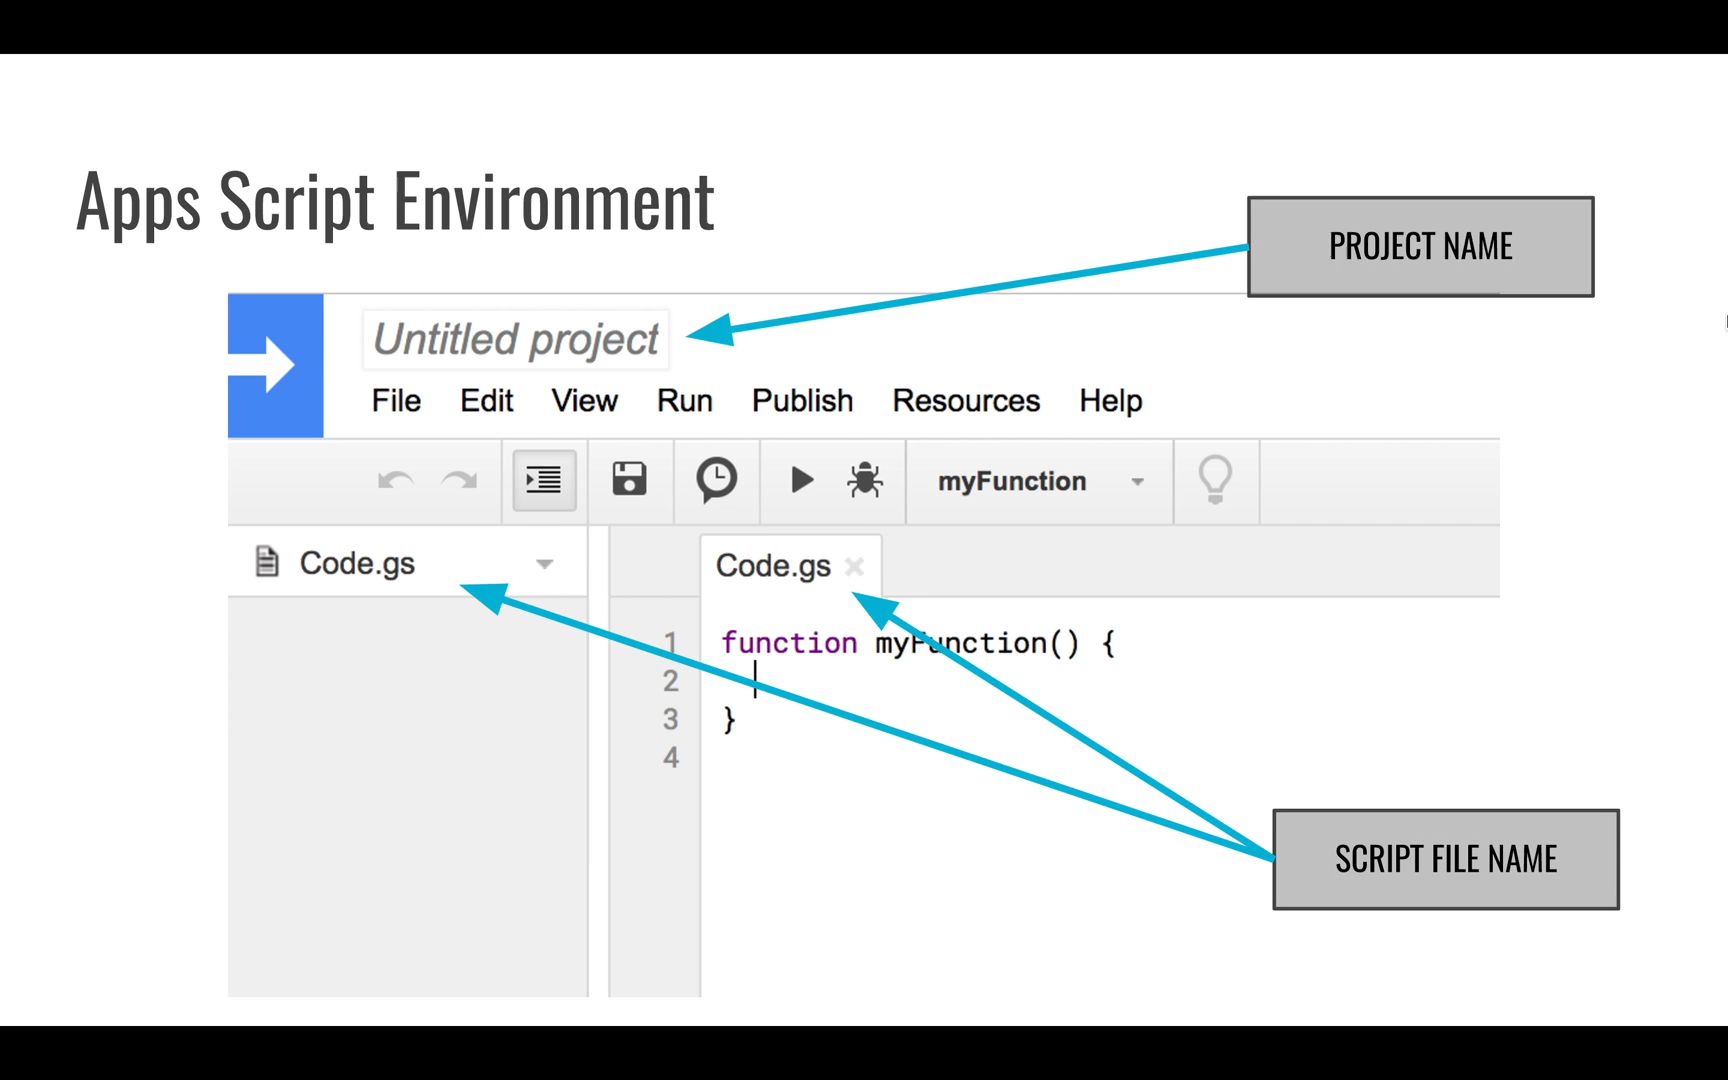 Apps Script Environment
PROJECT NAME
Untitled project
File Edit View Run Publish Resources Help
myFunction
Code.gs
Code.gs
1 function myFunction() {
2
3 }
4
SCRIPT FILE NAME